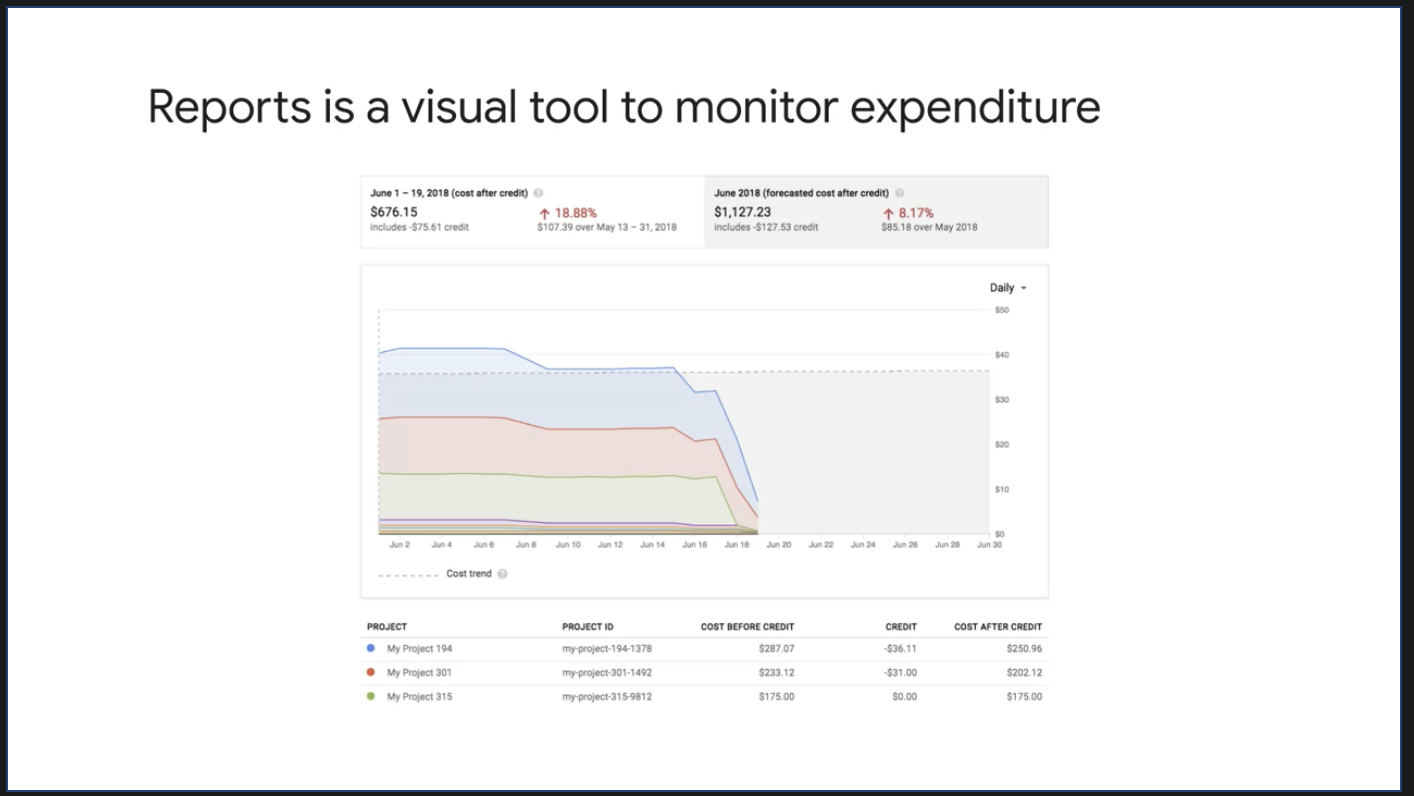 Reports is a visual tool to monitor expenditure
June 1 – 19, 2018 (cost after credit)
$676.15
18.88%
includes -$75.61 credit
$107.39 over May 13 – 31, 2018
June 2018 (forecasted cost after credit)
$1,127.23
8.17%
includes -$127.53 credit
$85.18 over May 2018
Daily
$50
$40
$30
$20
$10
$0
Jun 2 Jun 4 Jun 6 Jun 8 Jun 10 Jun 12 Jun 14 Jun 16 Jun 18 Jun 20 Jun 22 Jun 24 Jun 26 Jun 28 Jun 30
Cost trend
PROJECT PROJECT ID COST BEFORE CREDIT CREDIT COST AFTER CREDIT
My Project 194 my-project-194-1378 $287.07 -$36.11 $250.96
My Project 301 my-project-301-1492 $233.12 -$31.00 $202.12
My Project 315 my-project-315-9812 $175.00 $0.00 $175.00